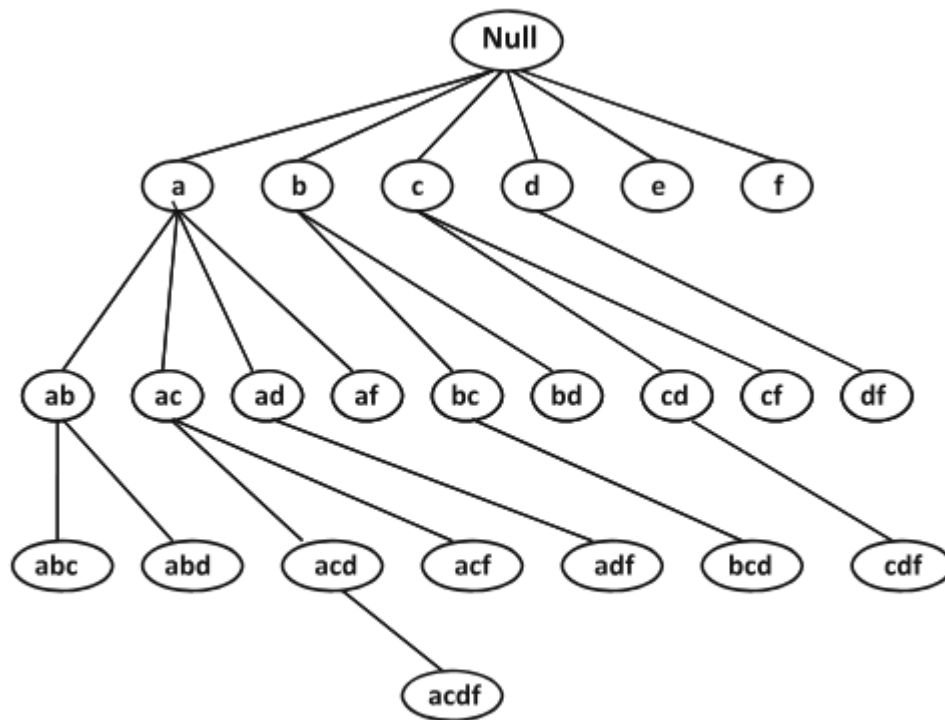 Null
a b c d e f
ab ac ad af bc bd cd cf df
abc abd acd acf adf bcd cdf
acdf